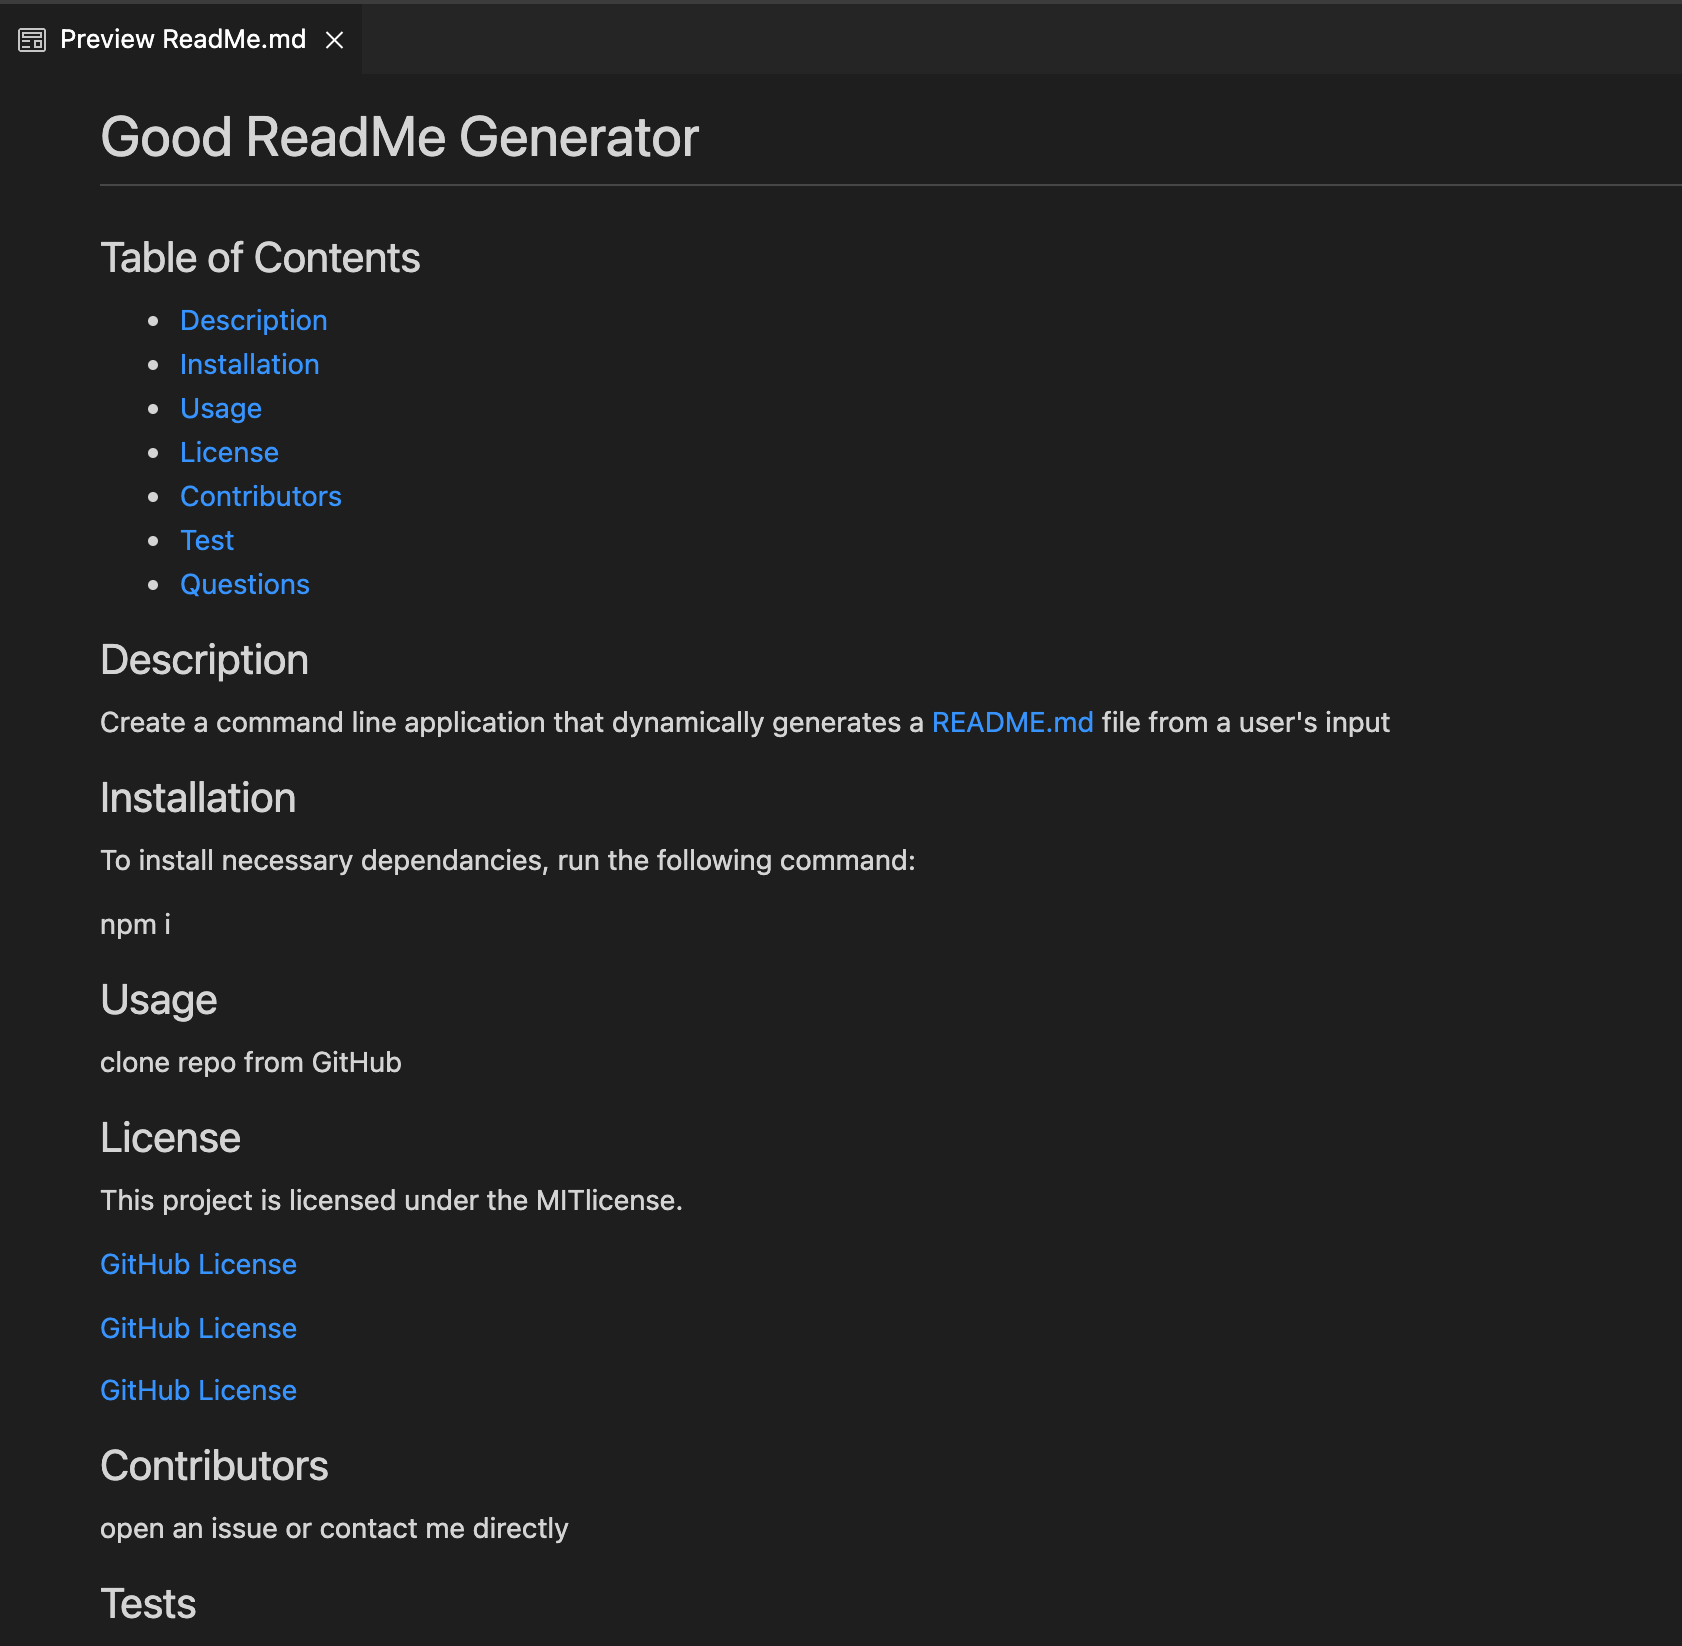 Preview ReadMe.md
Good ReadMe Generator
Table of Contents
Description
Installation
Usage
License
Contributors
Test
Questions
Description
Create a command line application that dynamically generates a README.md file from a user's input
Installation
To install necessary dependancies, run the following command:
npm i
Usage
clone repo from GitHub
License
This project is licensed under the MITlicense.
GitHub License
GitHub License
GitHub License
Contributors
open an issue or contact me directly
Tests